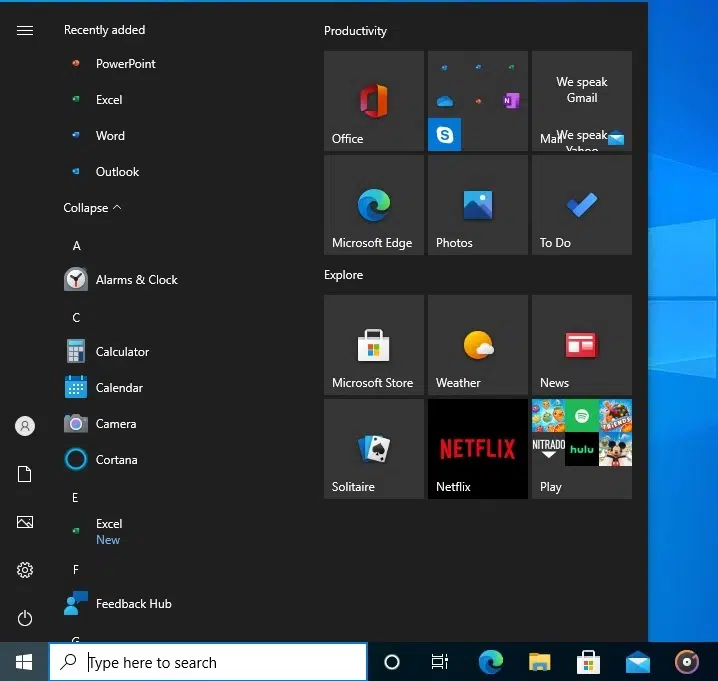 Recently added
PowerPoint
Excel
Word
Outlook
Collapse
A
Alarms & Clock
C
Calculator
Calendar
Camera
Cortana
E
Excel
New
F
Feedback Hub
G
Productivity
Office
We speak
Gmail
Mail
We speak
Yahoo
Microsoft Edge
Photos
To Do
Explore
Microsoft Store
Weather
News
Solitaire
NETFLIX
Netflix
FRIENDS
NITRADO
hulu
Play
Type here to search